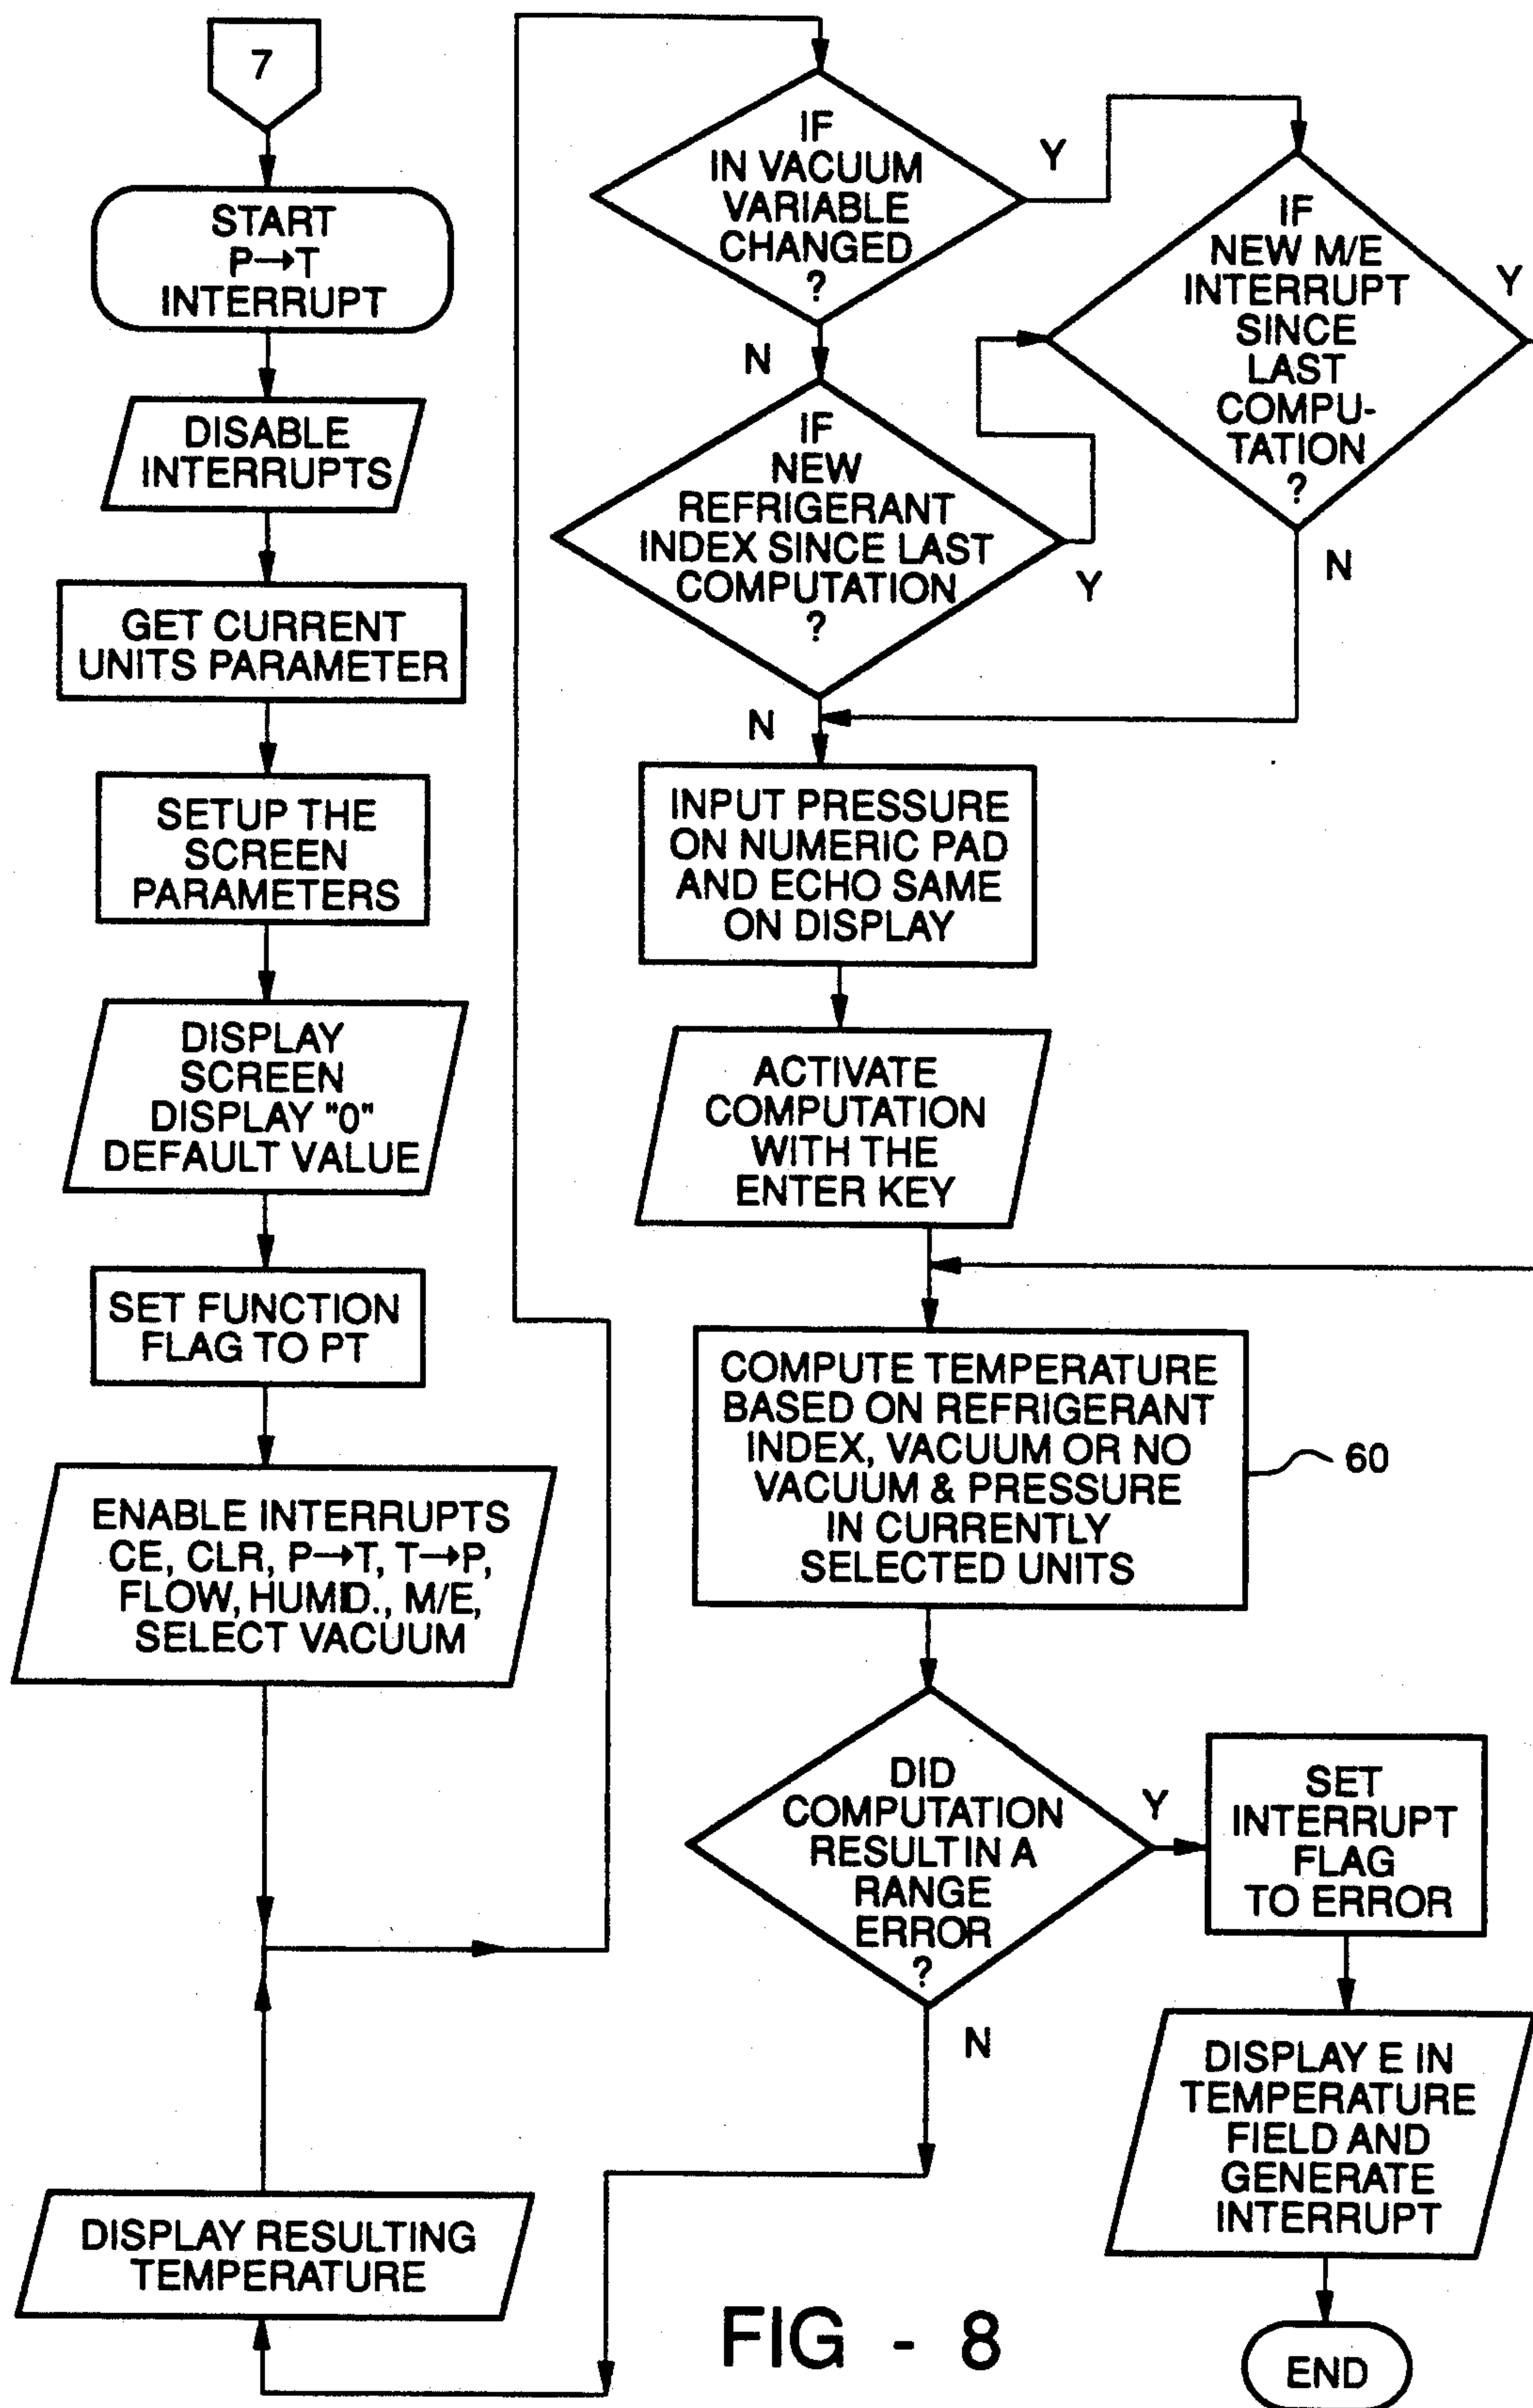 7
START
P→T
INTERRUPT
DISABLE
INTERRUPTS
GET CURRENT
UNITS PARAMETER
SETUP THE
SCREEN
PARAMETERS
DISPLAY
SCREEN
DISPLAY "0"
DEFAULT VALUE
SET FUNCTION
FLAG TO PT
ENABLE INTERRUPTS
CE, CLR, P→T, T→P,
FLOW, HUMID., M/E,
SELECT VACUUM
DISPLAY RESULTING
TEMPERATURE
IF
IN VACUUM
VARIABLE
CHANGED
?
Y
N
IF
NEW M/E
INTERRUPT
SINCE
LAST
COMPU-
TATION
?
Y
N
IF
NEW
REFRIGERANT
INDEX SINCE LAST
COMPUTATION
?
Y
N
INPUT PRESSURE
ON NUMERIC PAD
AND ECHO SAME
ON DISPLAY
ACTIVATE
COMPUTATION
WITH THE
ENTER KEY
COMPUTE TEMPERATURE
BASED ON REFRIGERANT
INDEX, VACUUM OR NO
VACUUM & PRESSURE
IN CURRENTLY
SELECTED UNITS
60
DID
COMPUTATION
RESULT IN A
RANGE
ERROR
?
Y
N
SET
INTERRUPT
FLAG
TO ERROR
DISPLAY E IN
TEMPERATURE
FIELD AND
GENERATE
INTERRUPT
END
FIG - 8